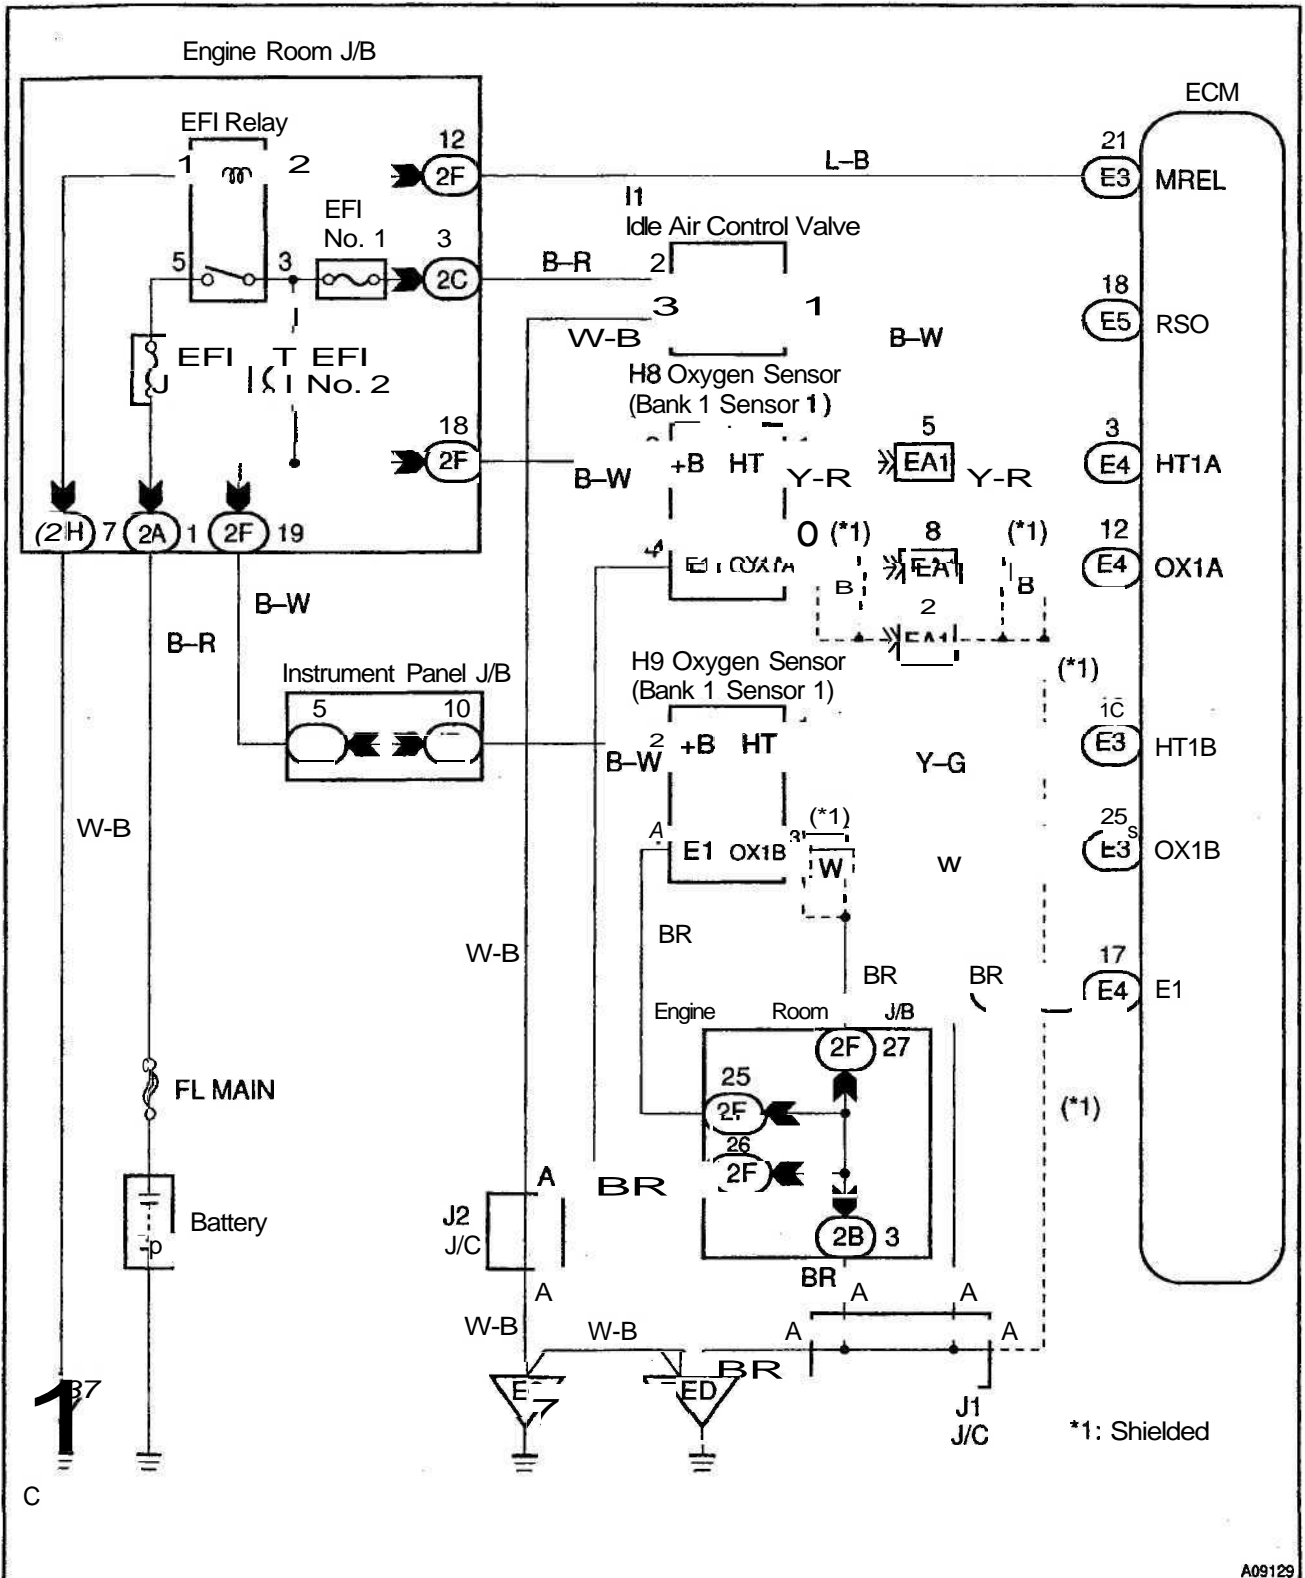 Engine Room J/B
ECM
EFI Relay
12
21
1
2
2F
L–B
E3
MREL
I1
EFI
No. 1
Idle Air Control Valve
3
5
3
2C
B–R
2
18
3
1
E5
RSO
W-B
B–W
EFI
EFI
No. 2
H8 Oxygen Sensor
(Bank 1 Sensor 1)
18
5
3
2F
+B
HT
EA1
E4
HT1A
B–W
Y-R
Y-R
(2H)
7
2A
1
2F
19
O
(*1)
8
(*1)
12
4
OX1A
EA1
E4
OX1A
B
B
B–W
2
B–R
EA1
H9 Oxygen Sensor
(Bank 1 Sensor 1)
(*1)
Instrument Panel J/B
5
10
2
+B
HT
E3
HT1B
B–W
Y–G
W-B
(*1)
25
A
3
E1
OX1B
W
W
E3
OX1B
BR
W-B
BR
BR
17
E4
E1
Engine Room J/B
2F
27
FL MAIN
25
2F
(*1)
26
2F
A
BR
Battery
J2
J/C
2B
3
BR
A
A
A
W-B
W-B
A
A
BR
ED
J1
J/C
*1: Shielded
C
A09129